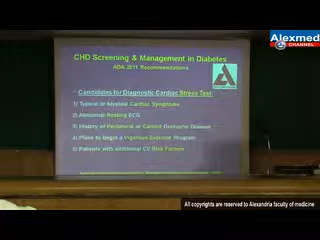 Alexmed
CHANNEL
CHD Screening & Management in Diabetes
ADA 2011 Recommendations
Candidates for Diagnostic Cardiac Stress Test:
1) Typical or Atypical Cardiac Symptoms
2) Abnormal Resting ECG
3) History of Peripheral or Carotid Occlusive Disease
4) Plans to Begin a Vigorous Exercise Program
5) Patients with additional CV Risk Factors
All copyrights are reserved to Alexandria faculty of medicine